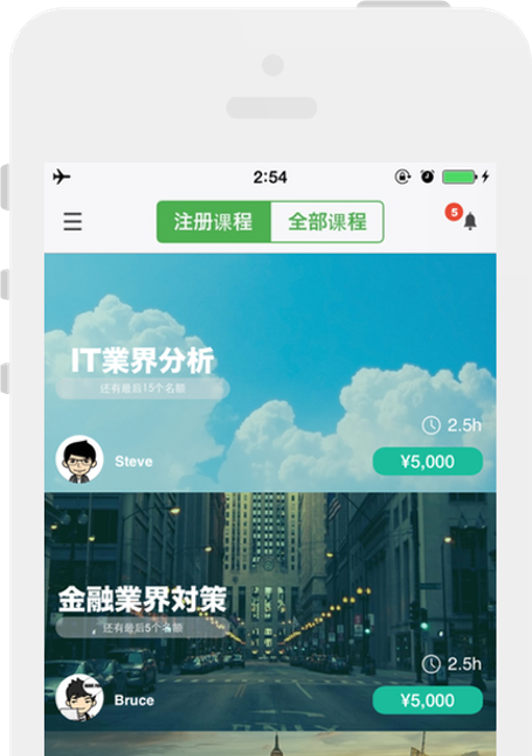 2:54
注册课程 全部课程 5
IT業界分析
还有最后15个名额
2.5h
Steve ¥5,000
金融業界对策
还有最后5个名额
2.5h
Bruce ¥5,000